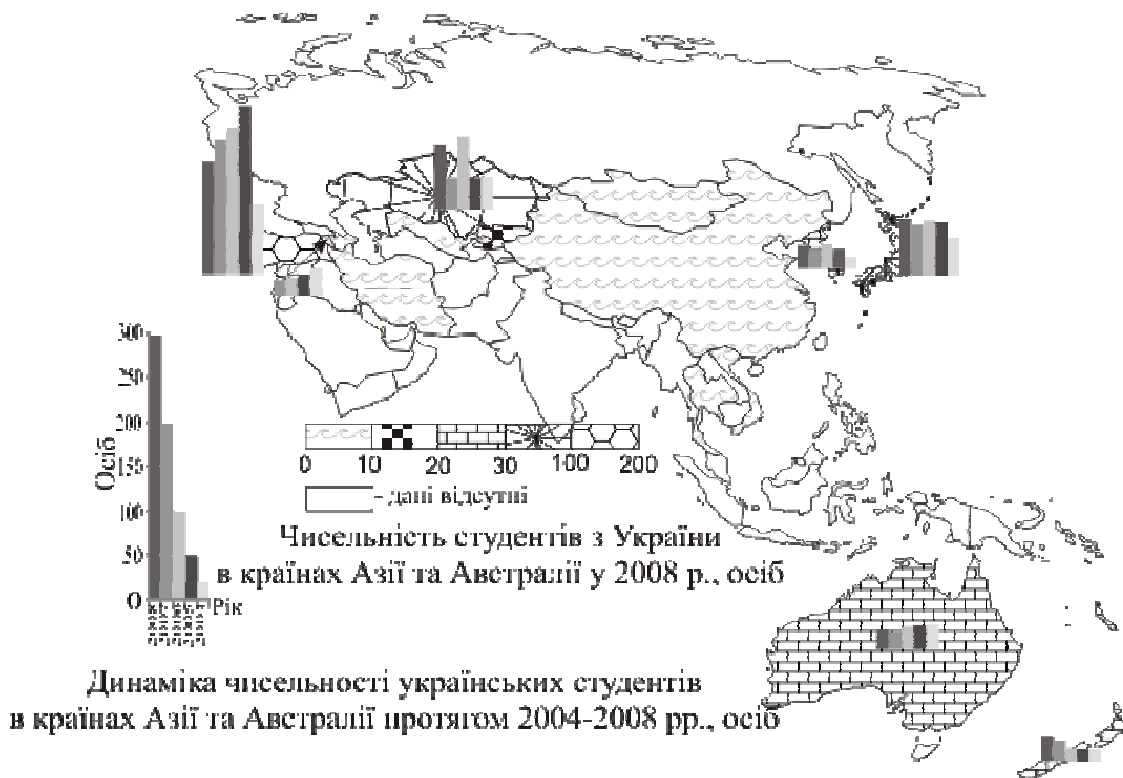 300
250
200
150
100
50
0
Осіб
Рік
0 10 20 30 100 200
- дані відсутні
Чисельність студентів з України
в країнах Азії та Австралії у 2008 р., осіб
Динаміка чисельності українських студентів
в країнах Азії та Австралії протягом 2004-2008 рр., осіб